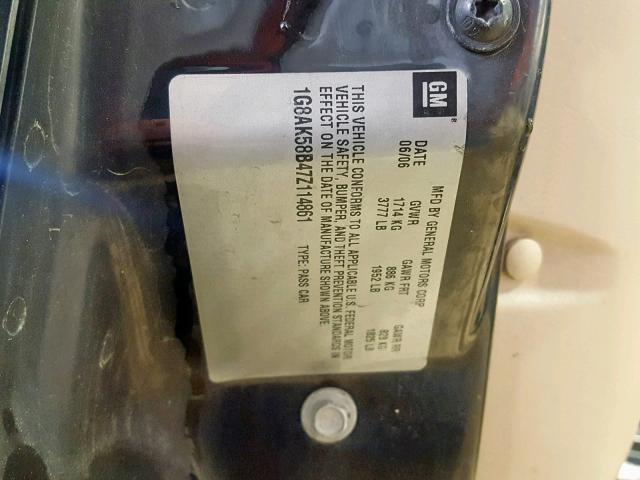 GM
MFD BY GENERAL MOTORS CORP
DATE GVWR GAWR FRT GAWR RR
06/06 1714 KG 886 KG 829 KG
3777 LB 1952 LB 1825 LB
THIS VEHICLE CONFORMS TO ALL APPLICABLE U.S. FEDERAL MOTOR
VEHICLE SAFETY, BUMPER, AND THEFT PREVENTION STANDARDS IN
EFFECT ON THE DATE OF MANUFACTURE SHOWN ABOVE.
1G8AK58B47Z114861 TYPE: PASS CAR